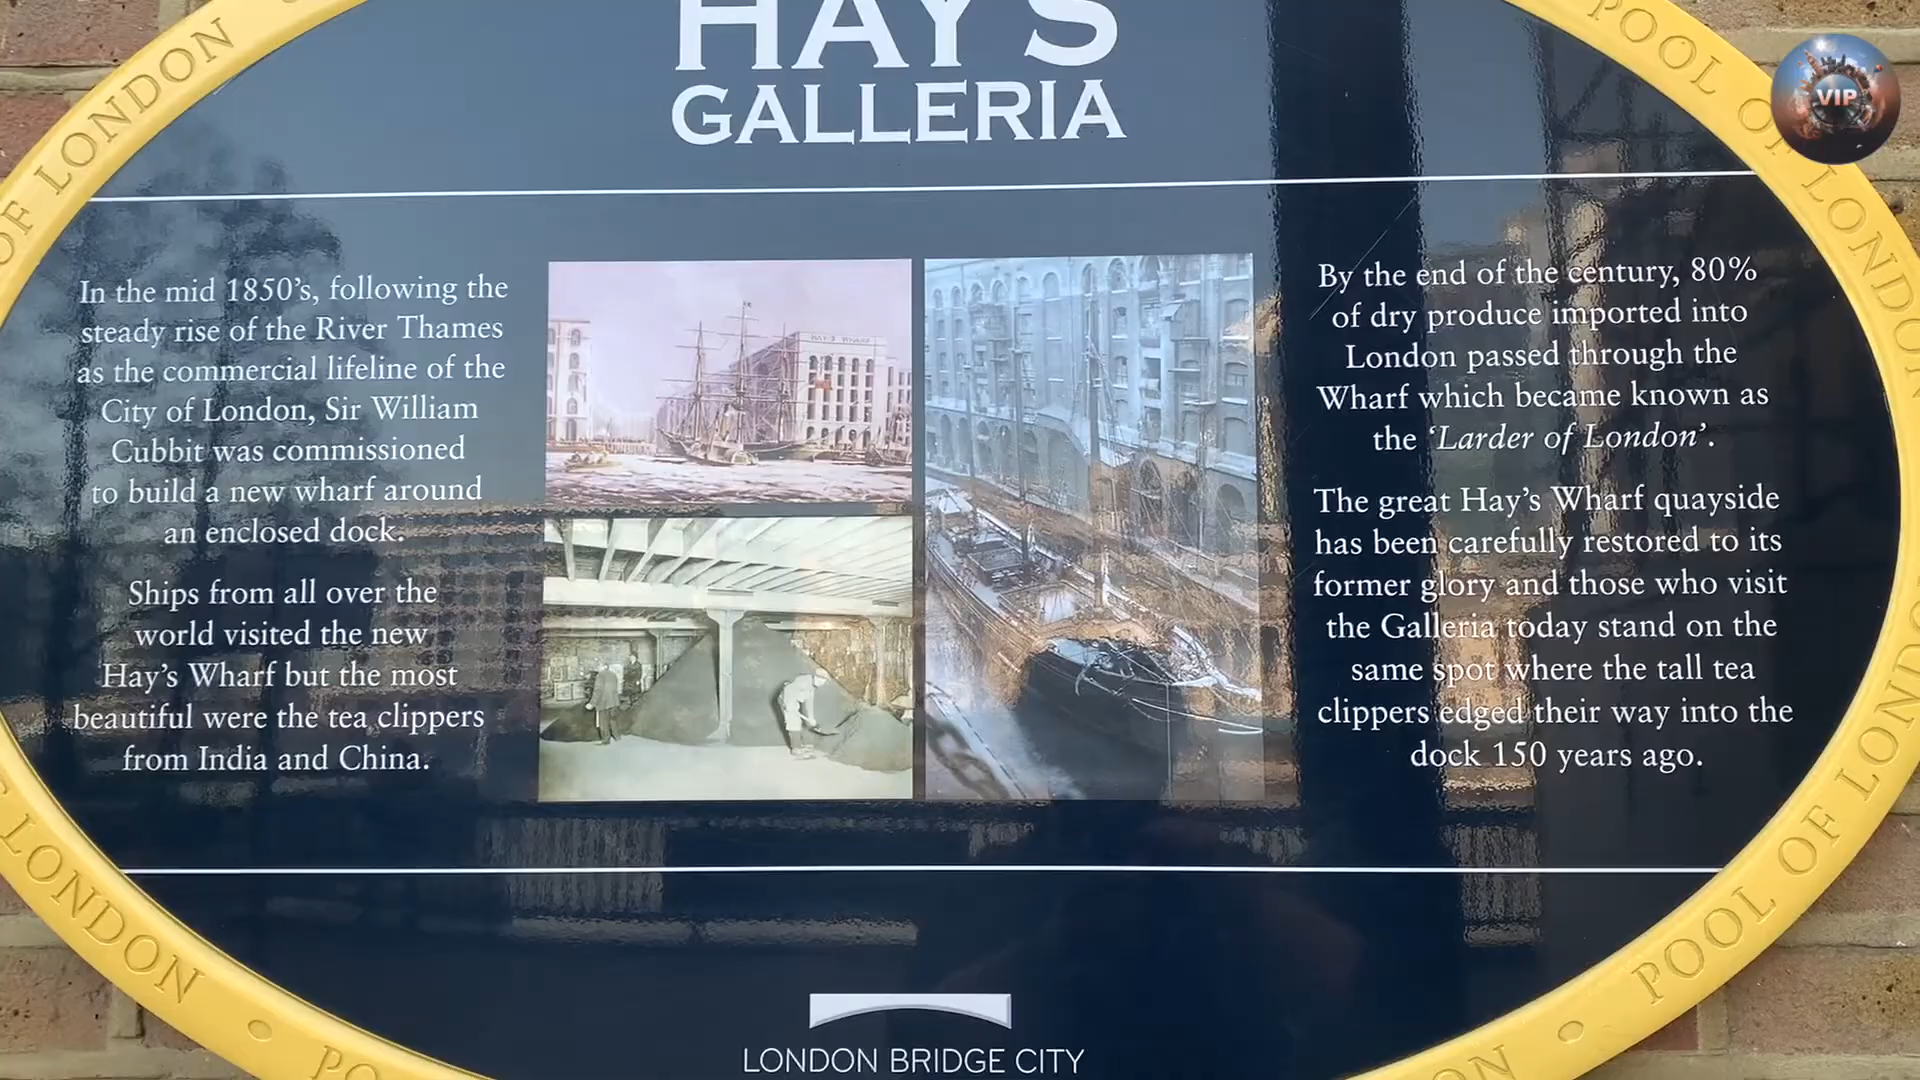 HAY'S
GALLERIA
In the mid 1850's, following the
steady rise of the River Thames
as the commercial lifeline of the
City of London, Sir William
Cubbit was commissioned
to build a new wharf around
an enclosed dock.
Ships from all over the
world visited the new
Hay's Wharf but the most
beautiful were the tea clippers
from India and China.
HAY'S WHARF
By the end of the century, 80%
of dry produce imported into
London passed through the
Wharf which became known as
the 'Larder of London'.
The great Hay's Wharf quayside
has been carefully restored to its
former glory and those who visit
the Galleria today stand on the
same spot where the tall tea
clippers edged their way into the
dock 150 years ago.
LONDON BRIDGE CITY
OF LONDON
POOL OF LONDON
POOL OF LONDON
LONDON
VIP